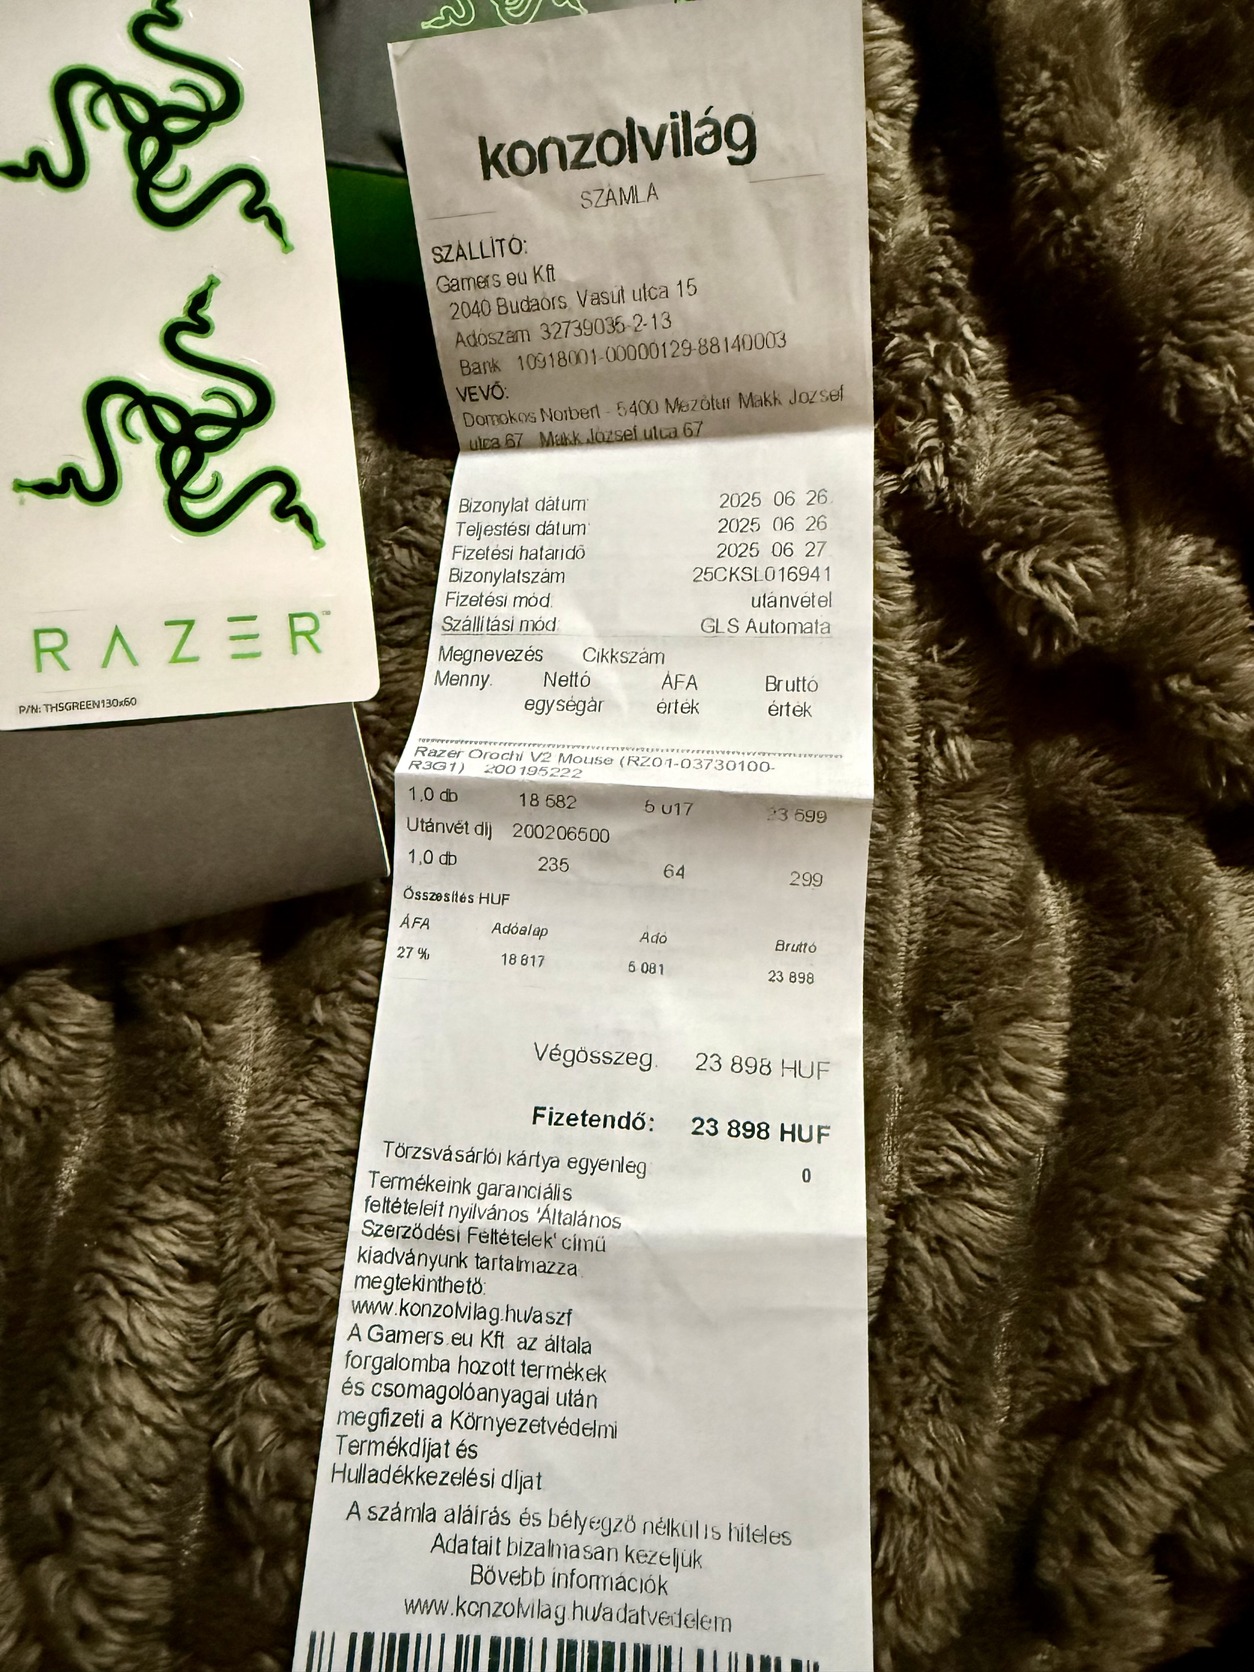 RAZER™
P/N: THSGREEN130x60
konzolvilág
SZÁMLA
SZÁLLÍTÓ:
Gamers.eu Kft
2040 Budaörs, Vasút utca 15
Adószám 32739035-2-13
Bank 10918001-00000129-88140003
VEVŐ:
Domokos Norbert - 5400 Mezőtúr Makk József
utca 67 Makk József utca 67
Bizonylat dátum: 2025 06 26.
Teljestési dátum: 2025 06 26
Fizetési határidő 2025 06 27.
Bizonylatszám 25CKSL016941
Fizetési mód. utánvétel
Szállítási mód: GLS Automata
Megnevezés Cikkszám
Menny. Nettó ÁFA Bruttó
egységár érték érték
Razer Orochi V2 Mouse (RZ01-03730100-
R3G1) 200195222
1,0 db 18 582 5 017 23 599
Utánvét díj 200206500
1,0 db 235 64 299
Összesítés HUF
ÁFA Adóalap Adó Bruttó
27 % 18 817 5 081 23 898
Végösszeg. 23 898 HUF
Fizetendő: 23 898 HUF
Törzsvásárlói kártya egyenleg 0
Termékeink garanciális
feltételeit nyilvános 'Általános
Szerződési Feltételek' című
kiadványunk tartalmazza
megtekinthető:
www.konzolvilag.hu/aszf
A Gamers.eu Kft. az általa
forgalomba hozott termékek
és csomagolóanyagai után
megfizeti a Környezetvédelmi
Termékdíjat és
Hulladékkezelési díjat
A számla aláírás és bélyegző nélkül is hiteles
Adatait bizalmasan kezeljük
Bővebb információk
www.konzolvilag.hu/adatvedelem